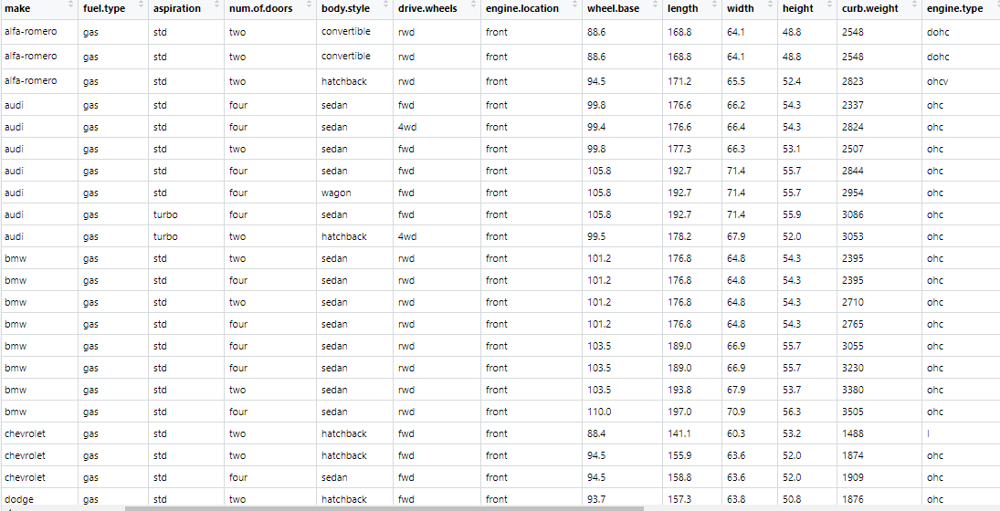 make fuel.type aspiration num.of.doors body.style drive.wheels engine.location wheel.base length width height curb.weight engine.type
alfa-romero gas std two convertible rwd front 88.6 168.8 64.1 48.8 2548 dohc
alfa-romero gas std two convertible rwd front 88.6 168.8 64.1 48.8 2548 dohc
alfa-romero gas std two hatchback rwd front 94.5 171.2 65.5 52.4 2823 ohcv
audi gas std four sedan fwd front 99.8 176.6 66.2 54.3 2337 ohc
audi gas std four sedan 4wd front 99.4 176.6 66.4 54.3 2824 ohc
audi gas std two sedan fwd front 99.8 177.3 66.3 53.1 2507 ohc
audi gas std four sedan fwd front 105.8 192.7 71.4 55.7 2844 ohc
audi gas std four wagon fwd front 105.8 192.7 71.4 55.7 2954 ohc
audi gas turbo four sedan fwd front 105.8 192.7 71.4 55.9 3086 ohc
audi gas turbo two hatchback 4wd front 99.5 178.2 67.9 52.0 3053 ohc
bmw gas std two sedan rwd front 101.2 176.8 64.8 54.3 2395 ohc
bmw gas std four sedan rwd front 101.2 176.8 64.8 54.3 2395 ohc
bmw gas std two sedan rwd front 101.2 176.8 64.8 54.3 2710 ohc
bmw gas std four sedan rwd front 101.2 176.8 64.8 54.3 2765 ohc
bmw gas std four sedan rwd front 103.5 189.0 66.9 55.7 3055 ohc
bmw gas std four sedan rwd front 103.5 189.0 66.9 55.7 3230 ohc
bmw gas std two sedan rwd front 103.5 193.8 67.9 53.7 3380 ohc
bmw gas std four sedan rwd front 110.0 197.0 70.9 56.3 3505 ohc
chevrolet gas std two hatchback fwd front 88.4 141.1 60.3 53.2 1488 l
chevrolet gas std two hatchback fwd front 94.5 155.9 63.6 52.0 1874 ohc
chevrolet gas std four sedan fwd front 94.5 158.8 63.6 52.0 1909 ohc
dodge gas std two hatchback fwd front 93.7 157.3 63.8 50.8 1876 ohc